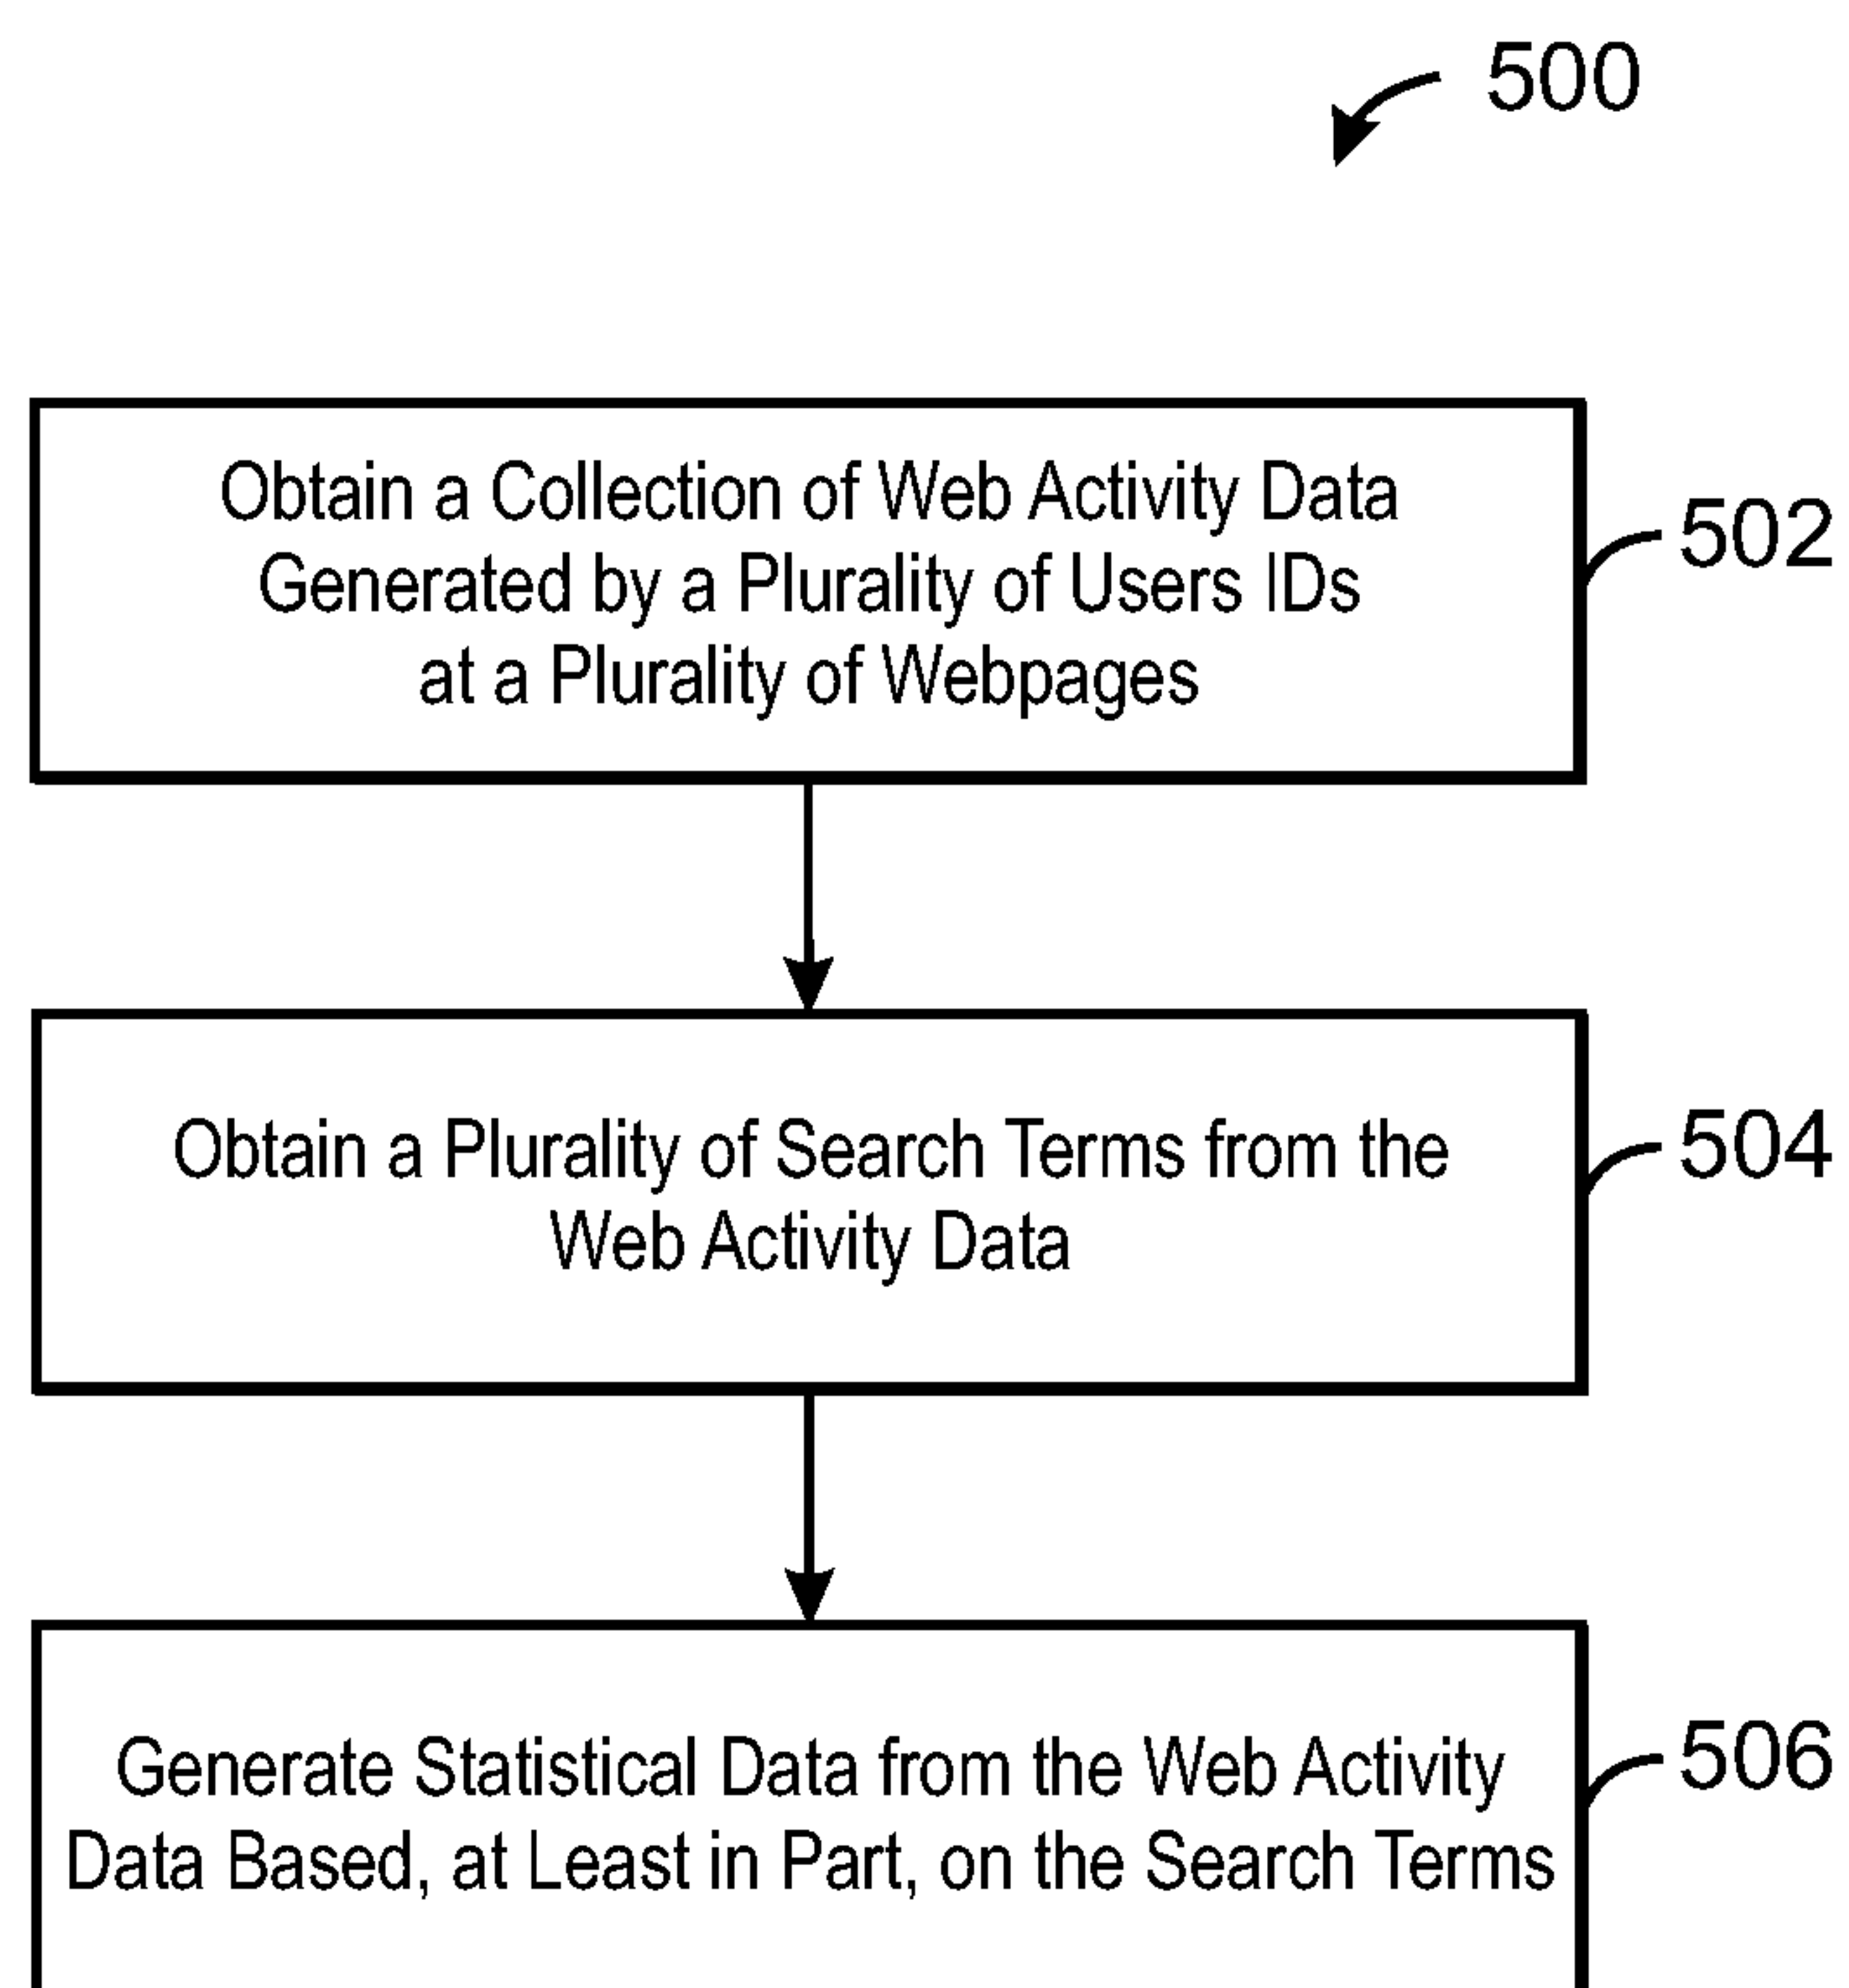 500
Obtain a Collection of Web Activity Data
Generated by a Plurality of Users IDs
at a Plurality of Webpages
502
Obtain a Plurality of Search Terms from the
Web Activity Data
504
Generate Statistical Data from the Web Activity
Data Based, at Least in Part, on the Search Terms
506